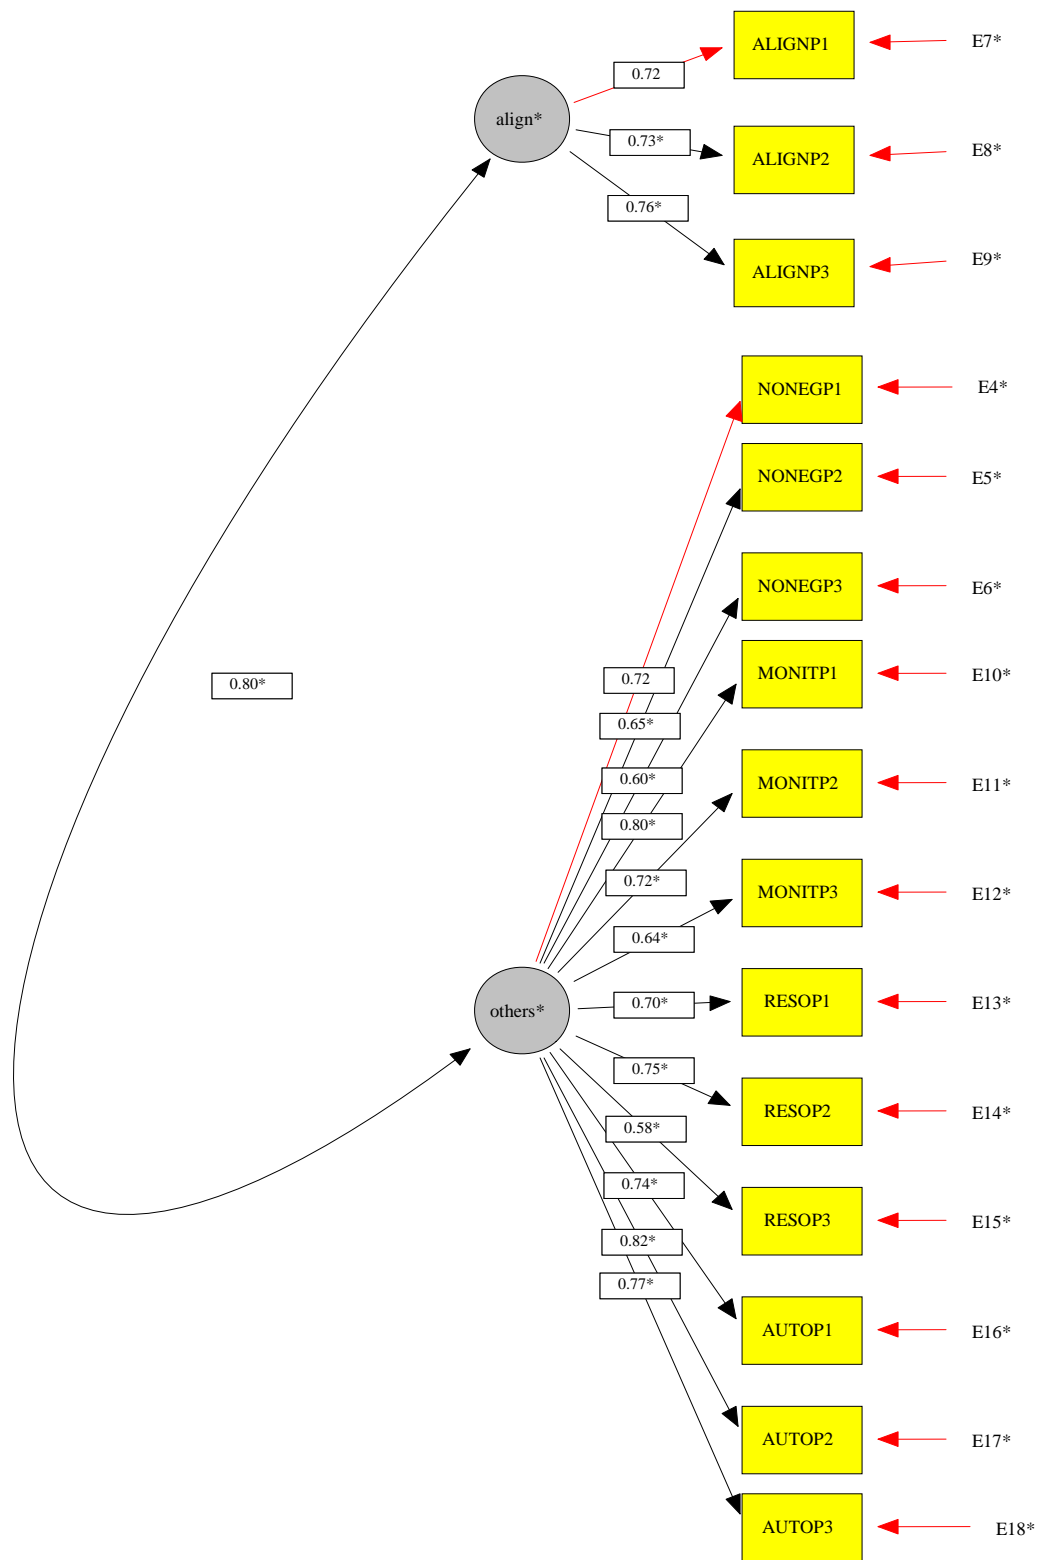 ALIGNP1
E7*
0.72
align*
0.73*
ALIGNP2
E8*
0.76*
ALIGNP3
E9*
NONEGP1
E4*
NONEGP2
E5*
NONEGP3
E6*
0.80*
0.72
MONITP1
E10*
0.65*
0.60*
MONITP2
E11*
0.80*
0.72*
MONITP3
E12*
0.64*
others*
0.70*
RESOP1
E13*
0.75*
RESOP2
E14*
0.58*
0.74*
RESOP3
E15*
0.82*
0.77*
AUTOP1
E16*
AUTOP2
E17*
AUTOP3
E18*